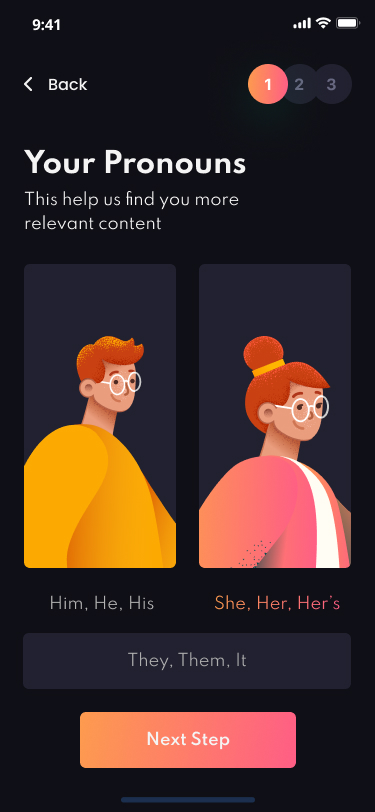 9:41
Back
1 2 3
Your Pronouns
This help us find you more
relevant content
Him, He, His
She, Her, Her's
They, Them, It
Next Step